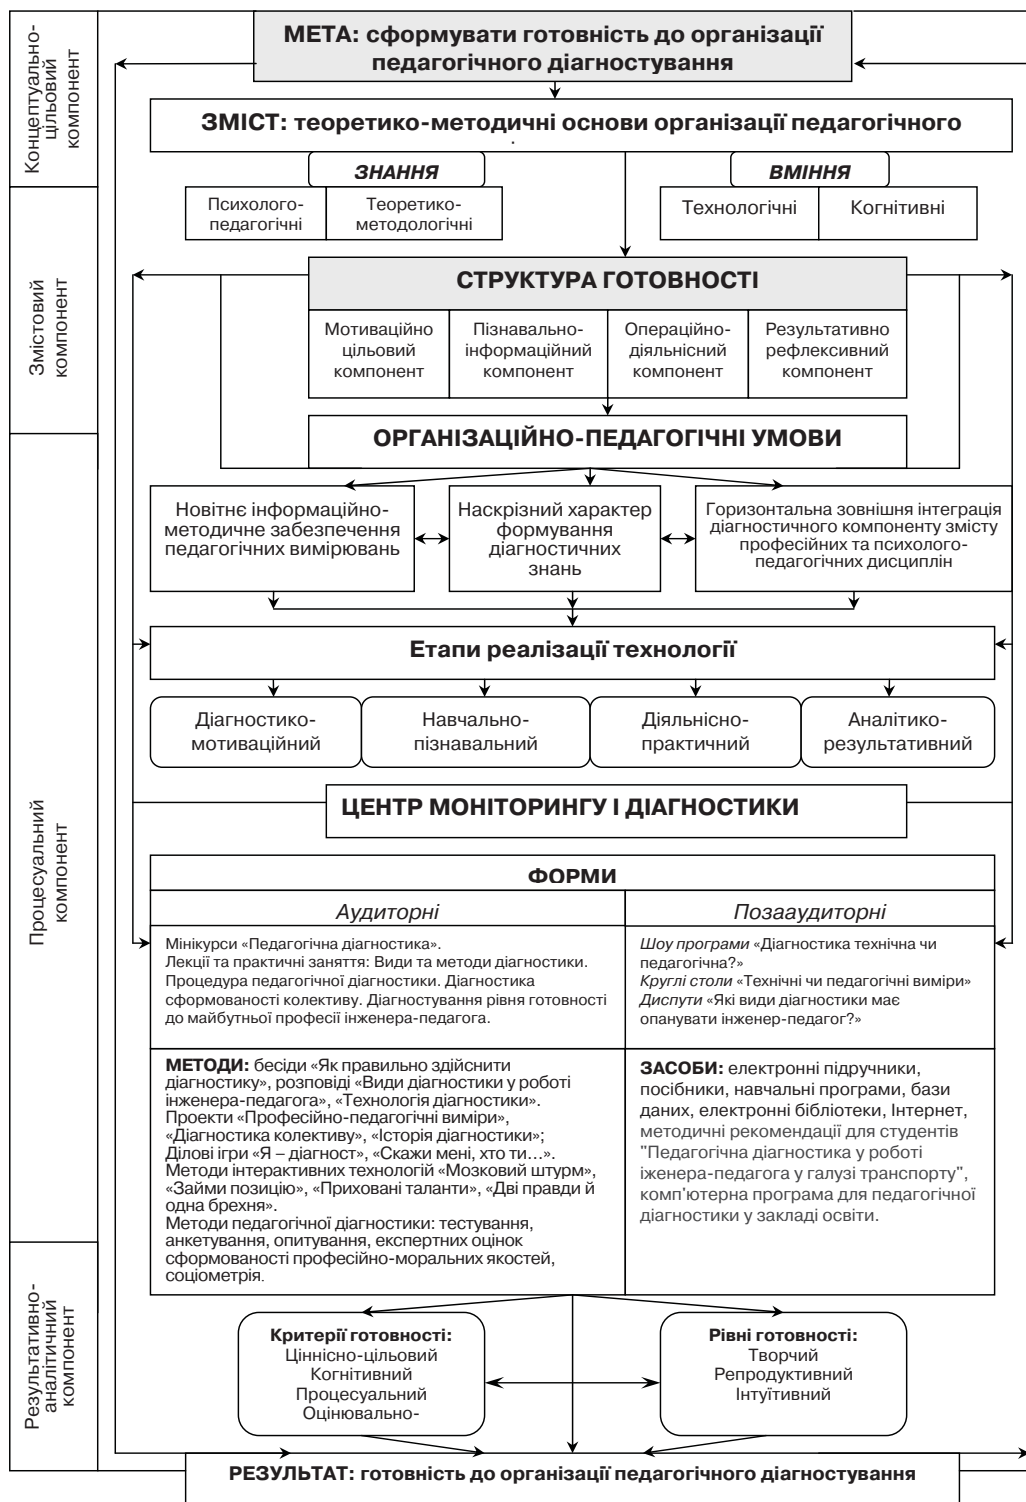 Концептуально-
цільовий
компонент
МЕТА: сформувати готовність до організації
педагогічного діагностування
ЗМІСТ: теоретико-методичні основи організації педагогічного
ЗНАННЯ
ВМІННЯ
Змістовий
компонент
Психолого-
педагогічні
Теоретико-
методологічні
Технологічні
Когнітивні
СТРУКТУРА ГОТОВНОСТІ
Мотиваційно
цільовий
компонент
Пізнавально-
інформаційний
компонент
Операційно-
діяльнісний
компонент
Результативно
рефлексивний
компонент
Процесуальний
компонент
ОРГАНІЗАЦІЙНО-ПЕДАГОГІЧНІ УМОВИ
Новітнє інформаційно-
методичне забезпечення
педагогічних вимірювань
Наскрізний характер
формування
діагностичних
знань
Горизонтальна зовнішня інтеграція
діагностичного компоненту змісту
професійних та психолого-
педагогічних дисциплін
Етапи реалізації технології
Діагностико-
мотиваційний
Навчально-
пізнавальний
Діяльнісно-
практичний
Аналітико-
результативний
ЦЕНТР МОНІТОРИНГУ І ДІАГНОСТИКИ
ФОРМИ
Аудиторні
Позааудиторні
Мінікурси «Педагогічна діагностика».
Лекції та практичні заняття: Види та методи діагностики.
Процедура педагогічної діагностики. Діагностика
сформованості колективу. Діагностування рівня готовності
до майбутньої професії інженера-педагога.
Шоу програми «Діагностика технічна чи
педагогічна?»
Круглі столи «Технічні чи педагогічні виміри»
Диспути «Які види діагностики має
опанувати інженер-педагог?»
МЕТОДИ: бесіди «Як правильно здійснити
діагностику», розповіді «Види діагностики у роботі
інженера-педагога», «Технологія діагностики».
Проекти «Професійно-педагогічні виміри»,
«Діагностика колективу», «Історія діагностики»;
Ділові ігри «Я – діагност», «Скажи мені, хто ти...».
Методи інтерактивних технологій «Мозковий штурм»,
«Займи позицію», «Приховані таланти», «Дві правди й
одна брехня».
Методи педагогічної діагностики: тестування,
анкетування, опитування, експертних оцінок
сформованості професійно-моральних якостей,
соціометрія.
ЗАСОБИ: електронні підручники,
посібники, навчальні програми, бази
даних, електронні бібліотеки, Інтернет,
методичні рекомендації для студентів
"Педагогічна діагностика у роботі
іженера-педагога у галузі транспорту",
комп'ютерна програма для педагогічної
діагностики у закладі освіти.
Результативно-
аналітичний
компонент
Критерії готовності:
Ціннісно-цільовий
Когнітивний
Процесуальний
Оцінювально-
Рівні готовності:
Творчий
Репродуктивний
Інтуїтивний
РЕЗУЛЬТАТ: готовність до організації педагогічного діагностування